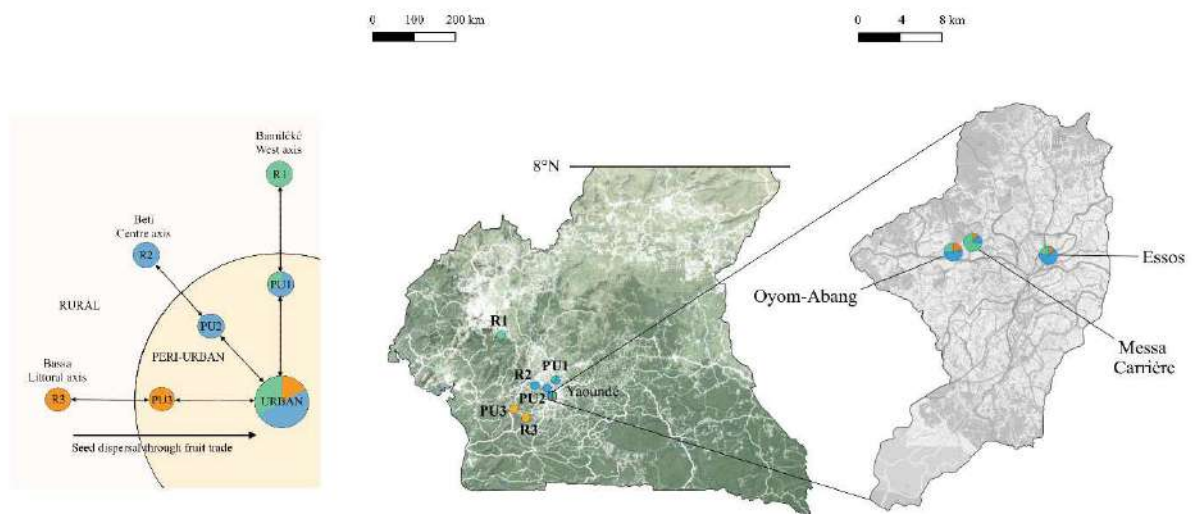 0 100 200 km
0 4 8 km
Bamiléké
West axis
R1
8°N
Beti
Centre axis
R2
RURAL
PU1
PU2
PERI-URBAN
Bassa
Littoral axis
R3
PU3
URBAN
Seed dispersal through fruit trade
R1
R2
PU1
PU2
Yaoundé
PU3
R3
Oyom-Abang
Essos
Messa
Carrière